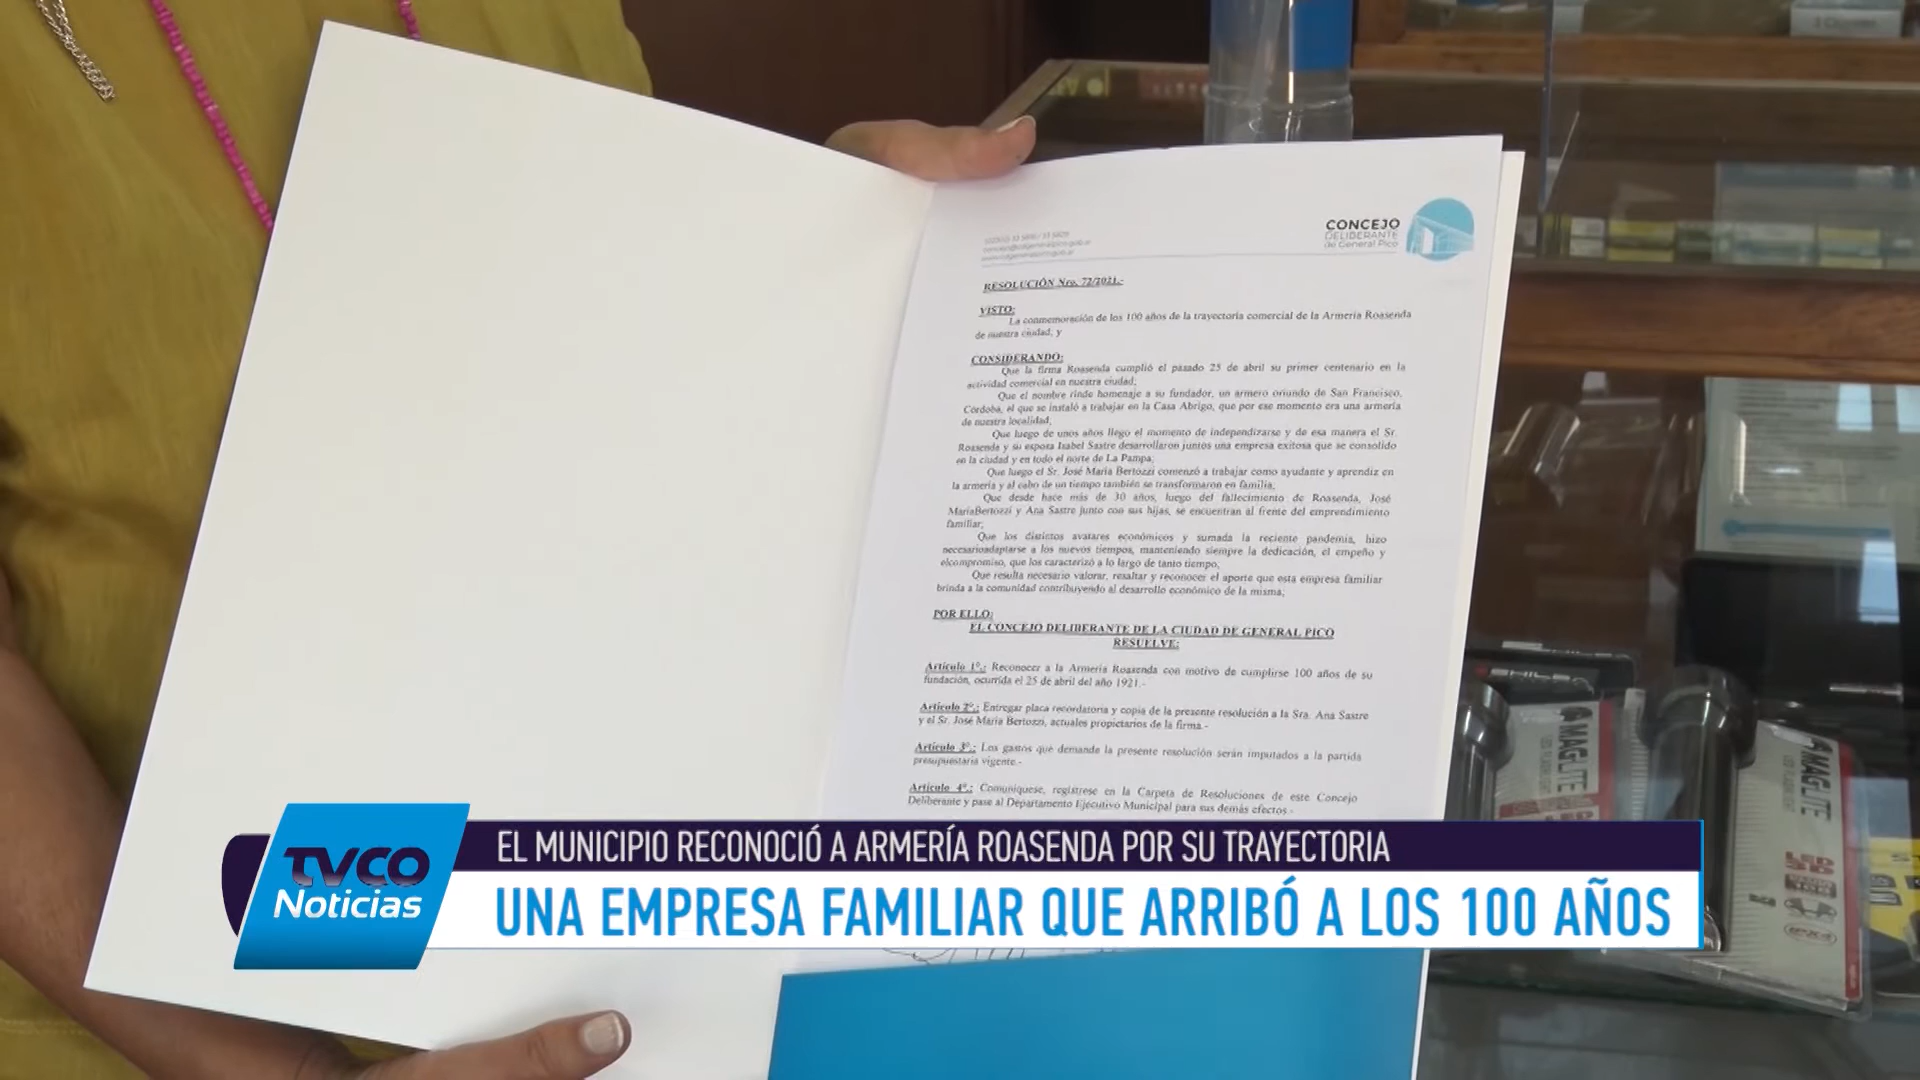 CONCEJO
DELIBERANTE
de General Pico
RESOLUCIÓN Nro. 72/2021.-
VISTO:
La conmemoración de los 100 años de la trayectoria comercial de la Armería Roasenda
de nuestra ciudad; y
CONSIDERANDO:
Que la firma Roasenda cumplió el pasado 25 de abril su primer centenario en la
actividad comercial en nuestra ciudad;
Que el nombre rinde homenaje a su fundador, un armero oriundo de San Francisco,
Córdoba, el que se instaló a trabajar en la Casa Abrigo, que por ese momento era una armería
de nuestra localidad,
Que luego de unos años llego el momento de independizarse y de esa manera el Sr.
Roasenda y su esposa Isabel Sastre desarrollaron juntos una empresa exitosa que se consolido
en la ciudad y en todo el norte de La Pampa;
Que luego el Sr. José María Bertozzi comenzó a trabajar como ayudante y aprendiz en
la armería y al cabo de un tiempo también se transformaron en familia;
Que desde hace más de 30 años, luego del fallecimiento de Roasenda, José
MaríaBertozzi y Ana Sastre junto con sus hijas, se encuentran al frente del emprendimiento
familiar;
Que los distintos avatares económicos y sumada la reciente pandemia, hizo
necesarioadaptarse a los nuevos tiempos, manteniendo siempre la dedicación, el empeño y
elcompromiso, que los caracterizó a lo largo de tanto tiempo;
Que resulta necesario valorar, resaltar y reconocer el aporte que esta empresa familiar
brinda a la comunidad contribuyendo al desarrollo económico de la misma;
POR ELLO:
EL CONCEJO DELIBERANTE DE LA CIUDAD DE GENERAL PICO
RESUELVE:
Artículo 1°.: Reconocer a la Armería Roasenda con motivo de cumplirse 100 años de su
fundación, ocurrida el 25 de abril del año 1921.-
Artículo 2°.: Entregar placa recordatoria y copia de la presente resolución a la Sra. Ana Sastre
y el Sr. José María Bertozzi, actuales propietarios de la firma.-
Artículo 3°.: Los gastos que demande la presente resolución serán imputados a la partida
presupuestaria vigente.-
Artículo 4°.: Comuníquese, regístrese en la Carpeta de Resoluciones de este Concejo
Deliberante y pase al Departamento Ejecutivo Municipal para sus demás efectos.-
MAGLITE
MAGLITE
LED
IPX4
TVCO
Noticias
EL MUNICIPIO RECONOCIÓ A ARMERÍA ROASENDA POR SU TRAYECTORIA
UNA EMPRESA FAMILIAR QUE ARRIBÓ A LOS 100 AÑOS